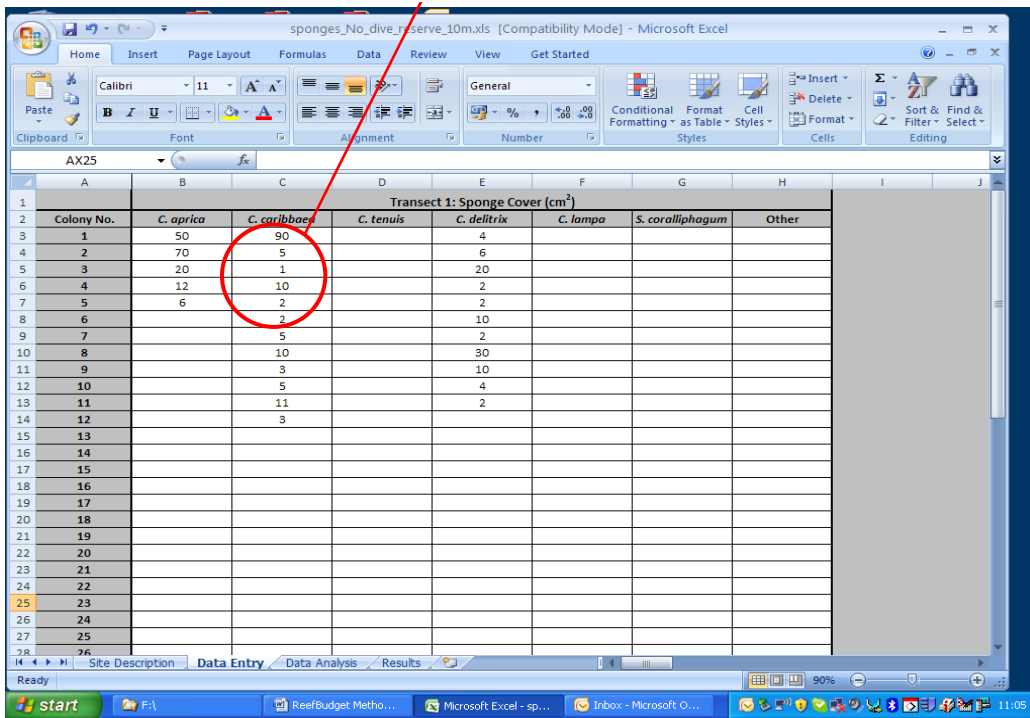 sponges_No_dive_reserve_10m.xls [Compatibility Mode] - Microsoft Excel
Home Insert Page Layout Formulas Data Review View Get Started
Calibri 11 General Insert
Paste Conditional Format Cell Delete Sort & Find &
Formatting as Table Styles Format Filter Select
Clipboard Font Alignment Number Styles Cells Editing
AX25 fx
A B C D E F G H I J
1 Transect 1: Sponge Cover (cm²)
2 Colony No. C. aprica C. caribbaea C. tenuis C. delitrix C. lampa S. coralliphagum Other
3 1 50 90 4
4 2 70 5 6
5 3 20 1 20
6 4 12 10 2
7 5 6 2 2
8 6 2 10
9 7 5 2
10 8 10 30
11 9 3 10
12 10 5 4
13 11 11 2
14 12 3
15 13
16 14
17 15
18 16
19 17
20 18
21 19
22 20
23 21
24 22
25 23
26 24
27 25
28 26
Site Description Data Entry Data Analysis Results
Ready 90%
start F:\ ReefBudget Metho... Microsoft Excel - sp... Inbox - Microsoft O... 11:05